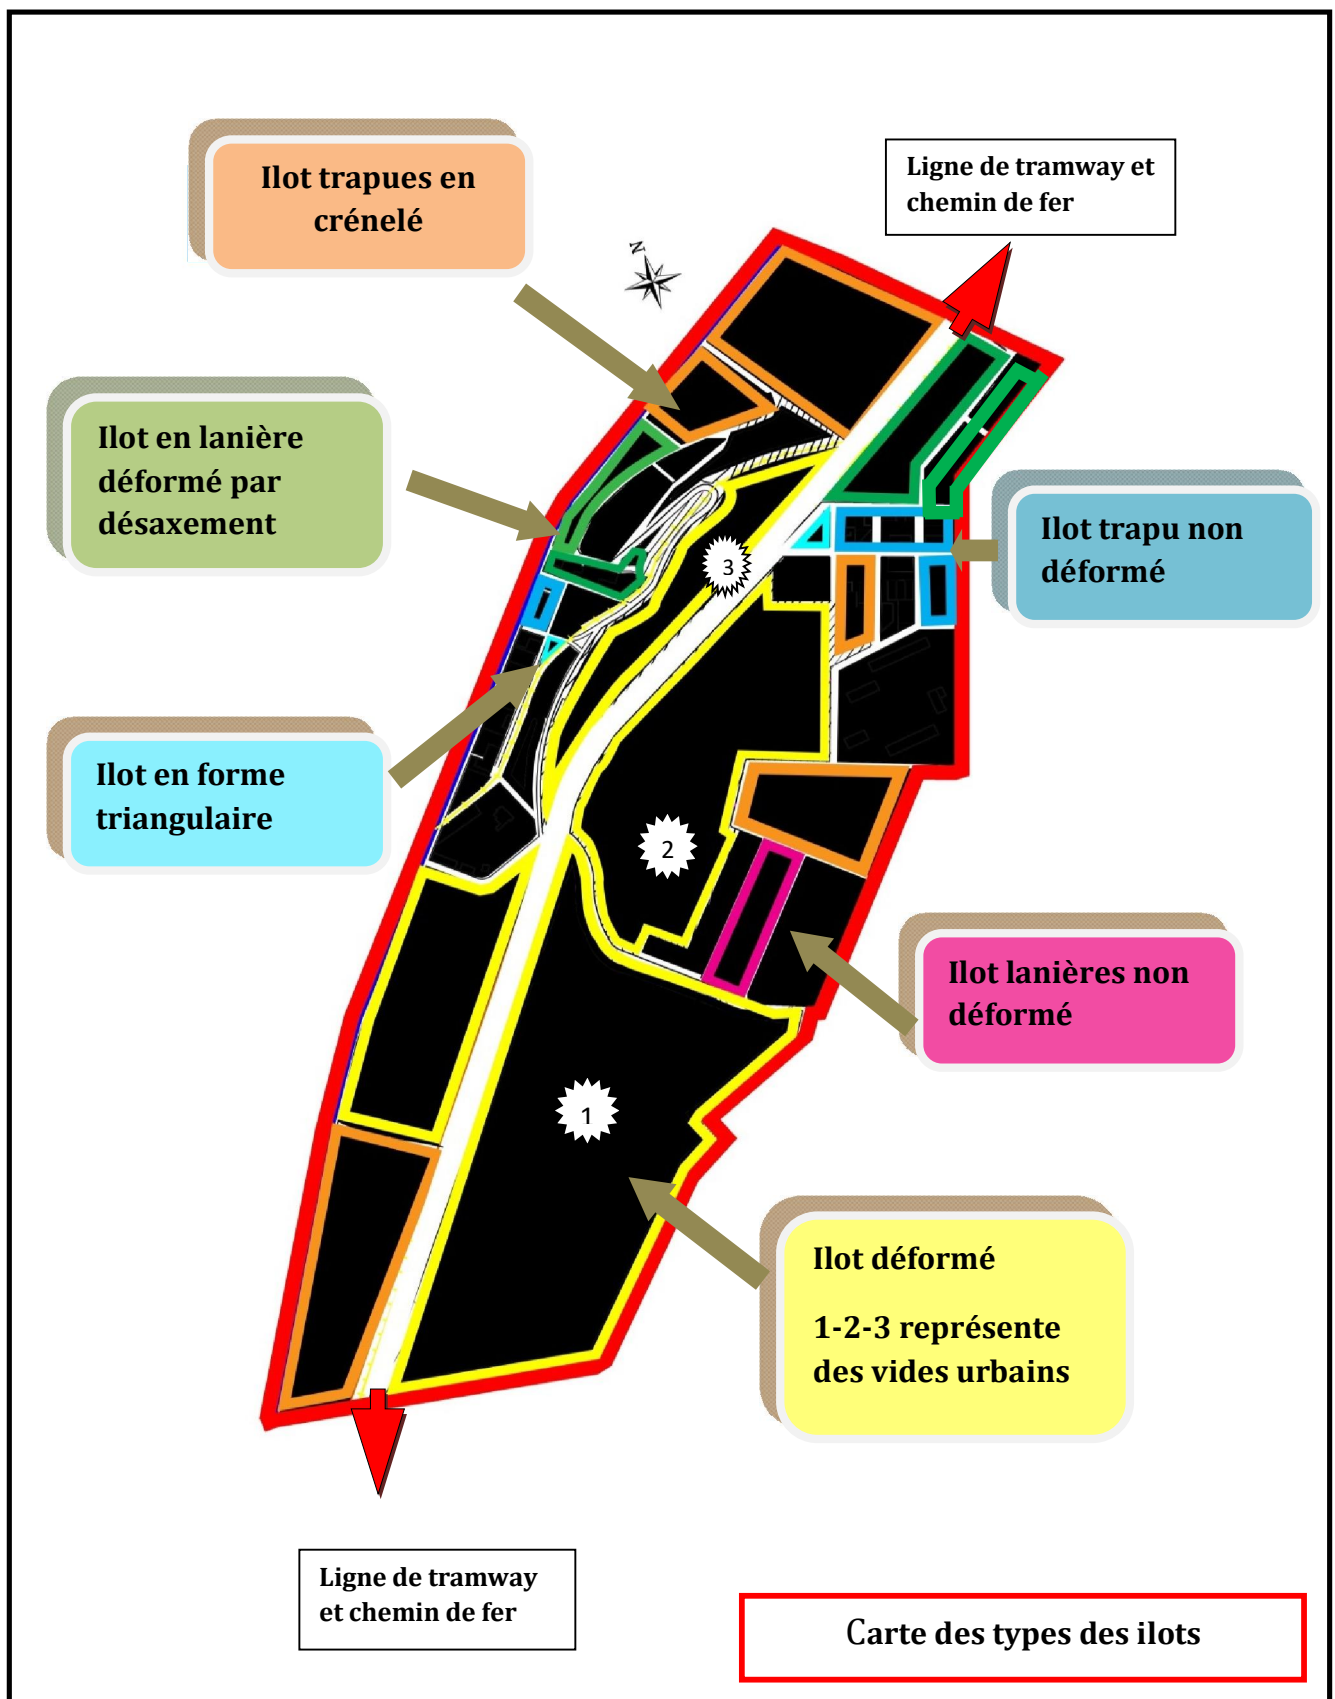 Ilot trapues en
crénelé
Ligne de tramway et
chemin de fer
N
Ilot en lanière
déformé par
désaxement
Ilot trapu non
déformé
3
Ilot en forme
triangulaire
2
Ilot lanières non
déformé
1
Ilot déformé
1-2-3 représente
des vides urbains
Ligne de tramway
et chemin de fer
Carte des types des ilots